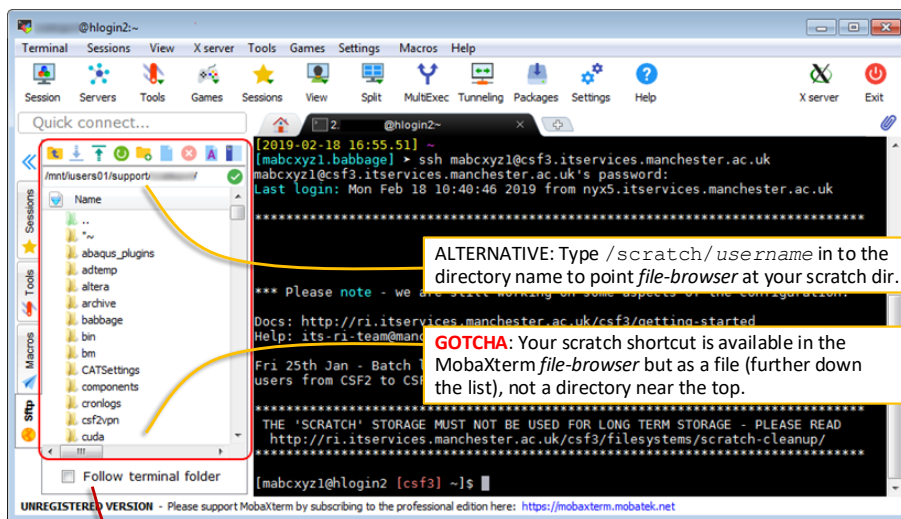 @hlogin2:~
Terminal Sessions View X server Tools Games Settings Macros Help
Session Servers Tools Games Sessions View Split MultiExec Tunneling Packages Settings Help X server Exit
Quick connect...
2. @hlogin2:~
/mnt/iusers01/support/ /
Name
..
"~
abaqus_plugins
adtemp
altera
archive
babbage
bin
bm
CATSettings
components
cronlogs
csf2vpn
cuda
Sessions
Tools
Macros
Sftp
Follow terminal folder
[2019-02-18 16:55.51] ~
[mabcxyz1.babbage] ➤ ssh mabcxyz1@csf3.itservices.manchester.ac.uk
mabcxyz1@csf3.itservices.manchester.ac.uk's password:
Last login: Mon Feb 18 10:40:46 2019 from nyx5.itservices.manchester.ac.uk
ALTERNATIVE: Type /scratch/username in to the
directory name to point file-browser at your scratch dir.
*** Please note - we are still working on some aspects of the configuration.
Docs: http://ri.itservices.manchester.ac.uk/csf3/getting-started
Help: its-ri-team@manc
GOTCHA: Your scratch shortcut is available in the
MobaXterm file-browser but as a file (further down
the list), not a directory near the top.
Fri 25th Jan - Batch
users from CSF2 to CSF
THE 'SCRATCH' STORAGE MUST NOT BE USED FOR LONG TERM STORAGE - PLEASE READ
http://ri.itservices.manchester.ac.uk/csf3/filesystems/scratch-cleanup/
[mabcxyz1@hlogin2 [csf3] ~]$
UNREGISTERED VERSION - Please support MobaXterm by subscribing to the professional edition here: https://mobaxterm.mobatek.net